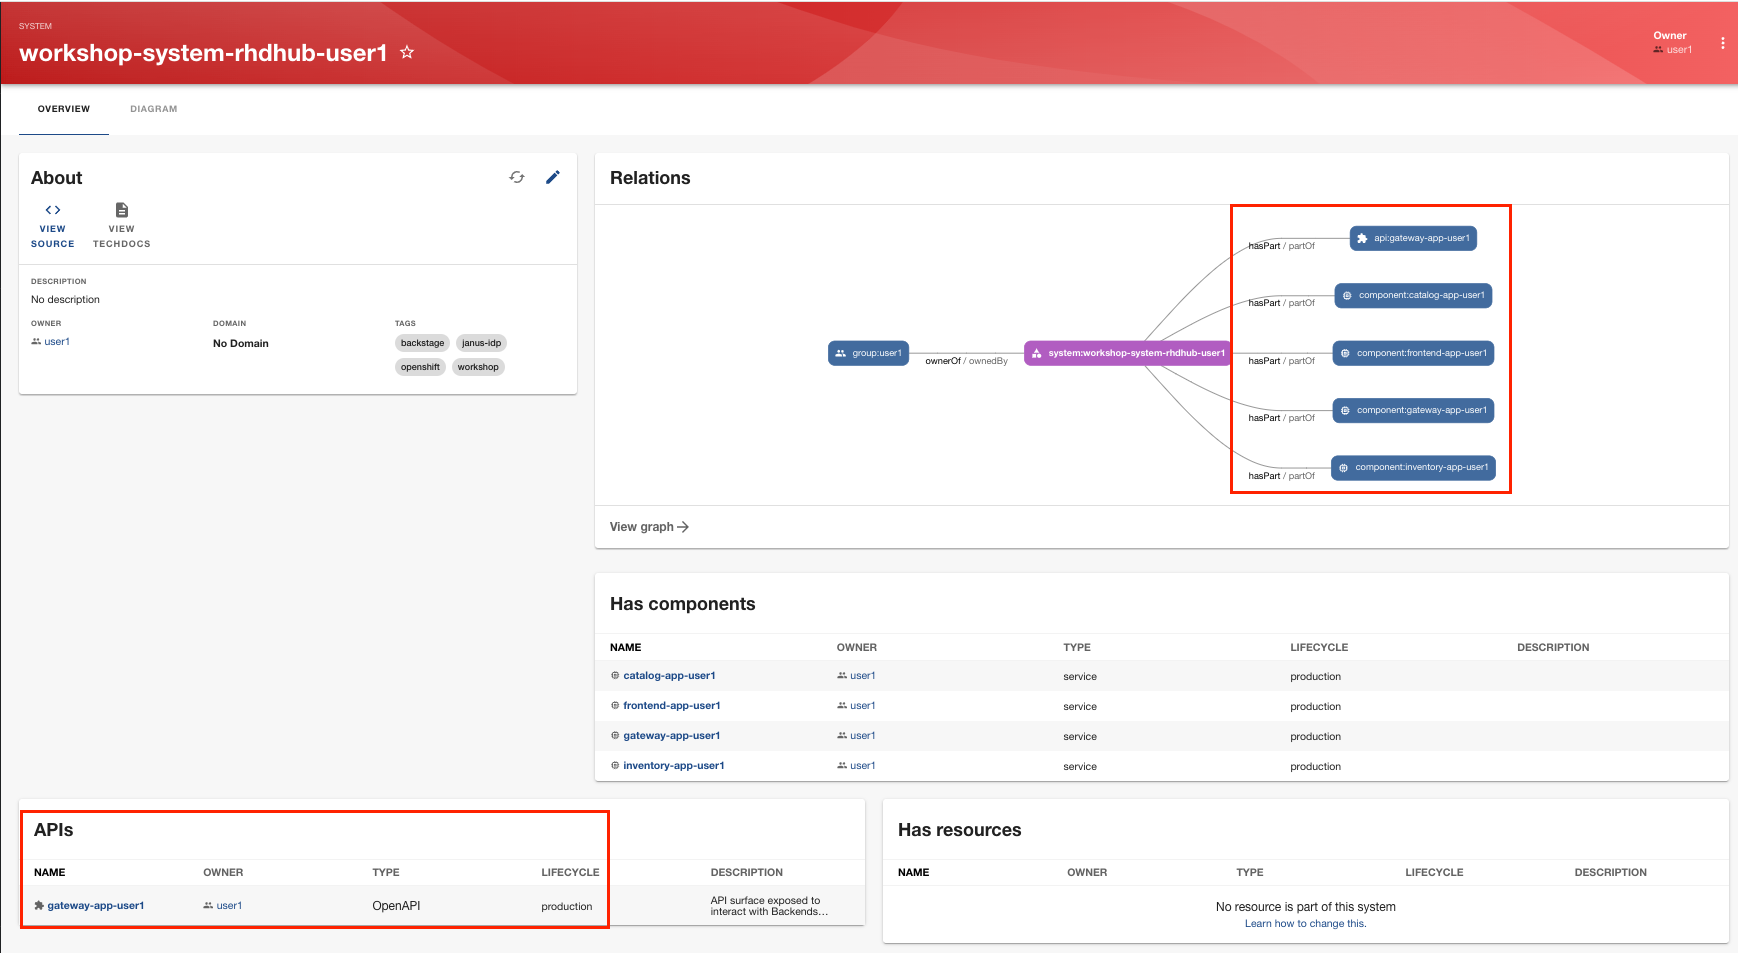 SYSTEM
workshop-system-rhdhub-user1
Owner
user1
OVERVIEW
DIAGRAM
About
VIEW
SOURCE
VIEW
TECHDOCS
DESCRIPTION
No description
OWNER
DOMAIN
TAGS
user1
No Domain
backstage
janus-idp
openshift
workshop
Relations
group:user1
ownerOf / ownedBy
system:workshop-system-rhdhub-user1
hasPart / partOf
api:gateway-app-user1
hasPart / partOf
component:catalog-app-user1
hasPart / partOf
component:frontend-app-user1
hasPart / partOf
component:gateway-app-user1
hasPart / partOf
component:inventory-app-user1
View graph
Has components
NAME OWNER TYPE LIFECYCLE DESCRIPTION
catalog-app-user1 user1 service production
frontend-app-user1 user1 service production
gateway-app-user1 user1 service production
inventory-app-user1 user1 service production
APIs
NAME OWNER TYPE LIFECYCLE DESCRIPTION
gateway-app-user1 user1 OpenAPI production API surface exposed to
interact with Backends...
Has resources
NAME OWNER TYPE LIFECYCLE DESCRIPTION
No resource is part of this system
Learn how to change this.